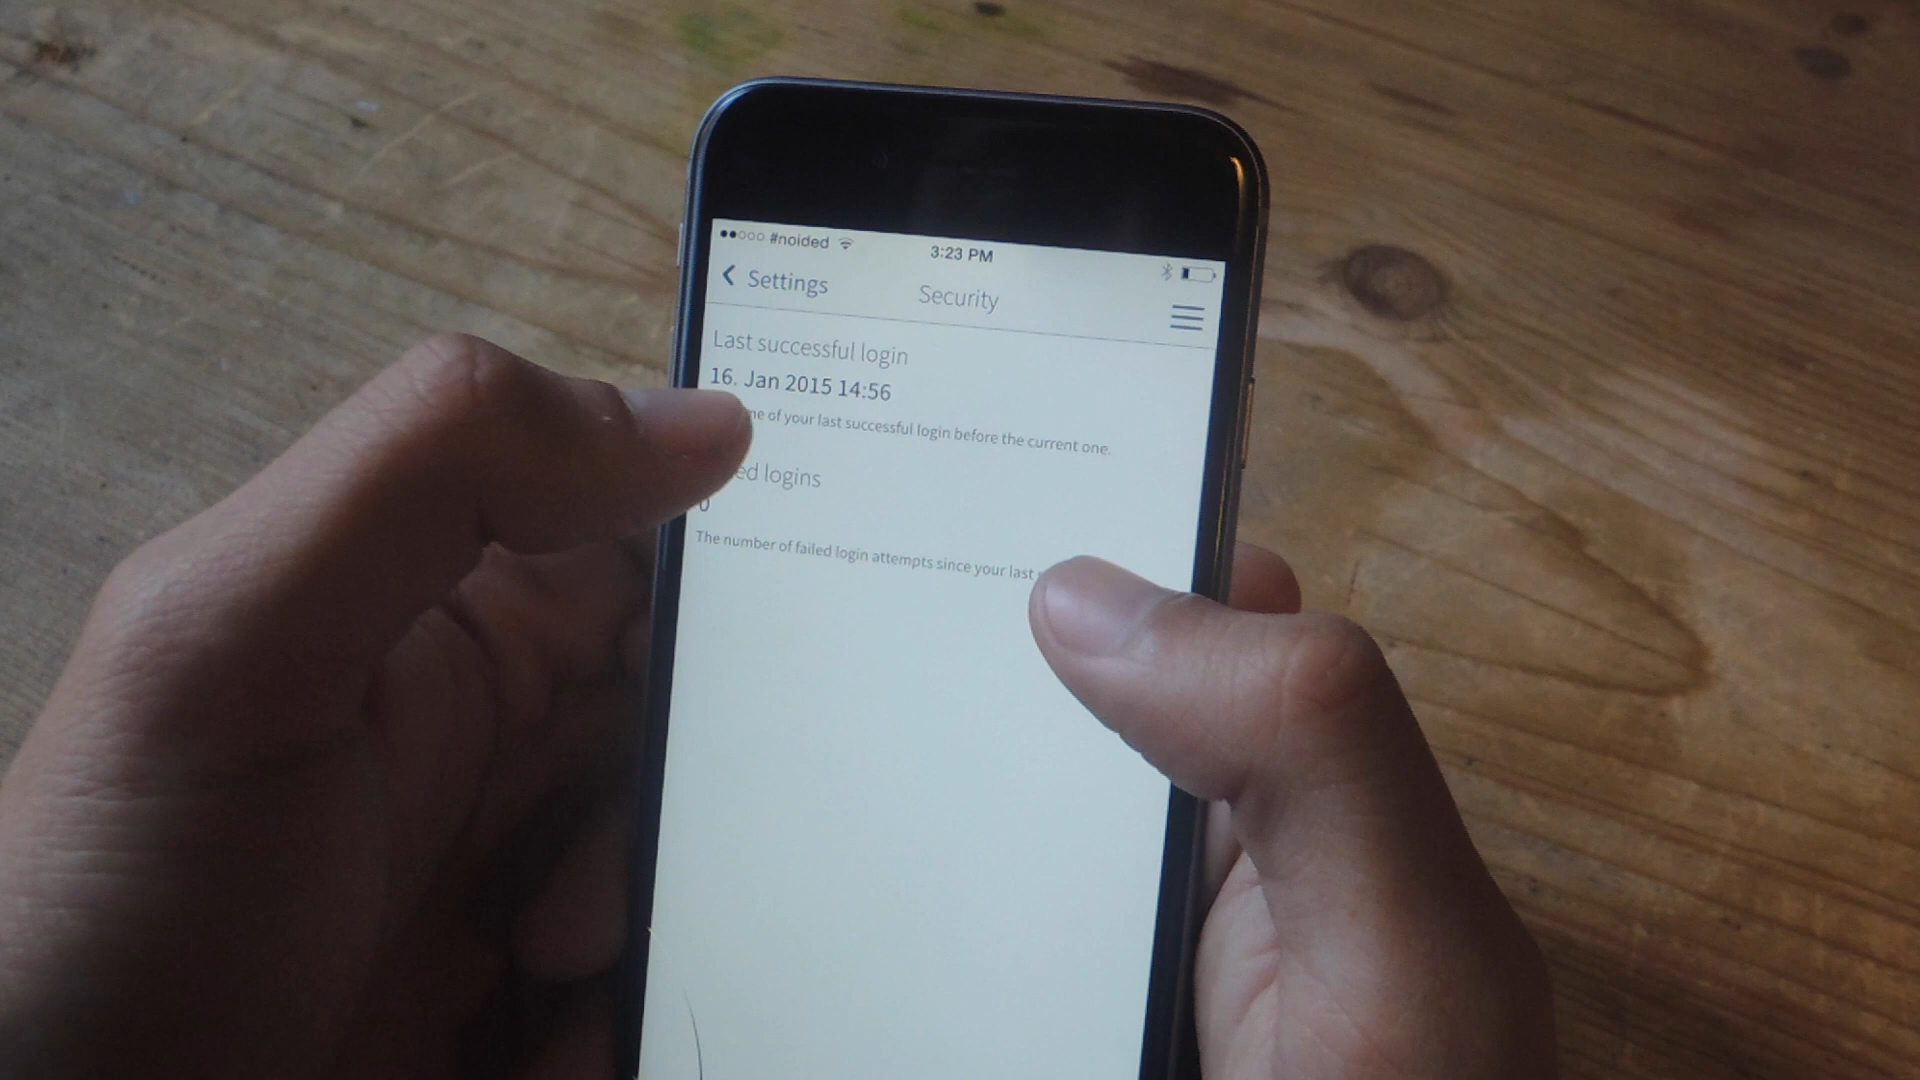 #noided 3:23 PM
Settings
Security
Last successful login
16. Jan 2015 14:56
of your last successful login before the current one.
logins
0
The number of failed login attempts since your last